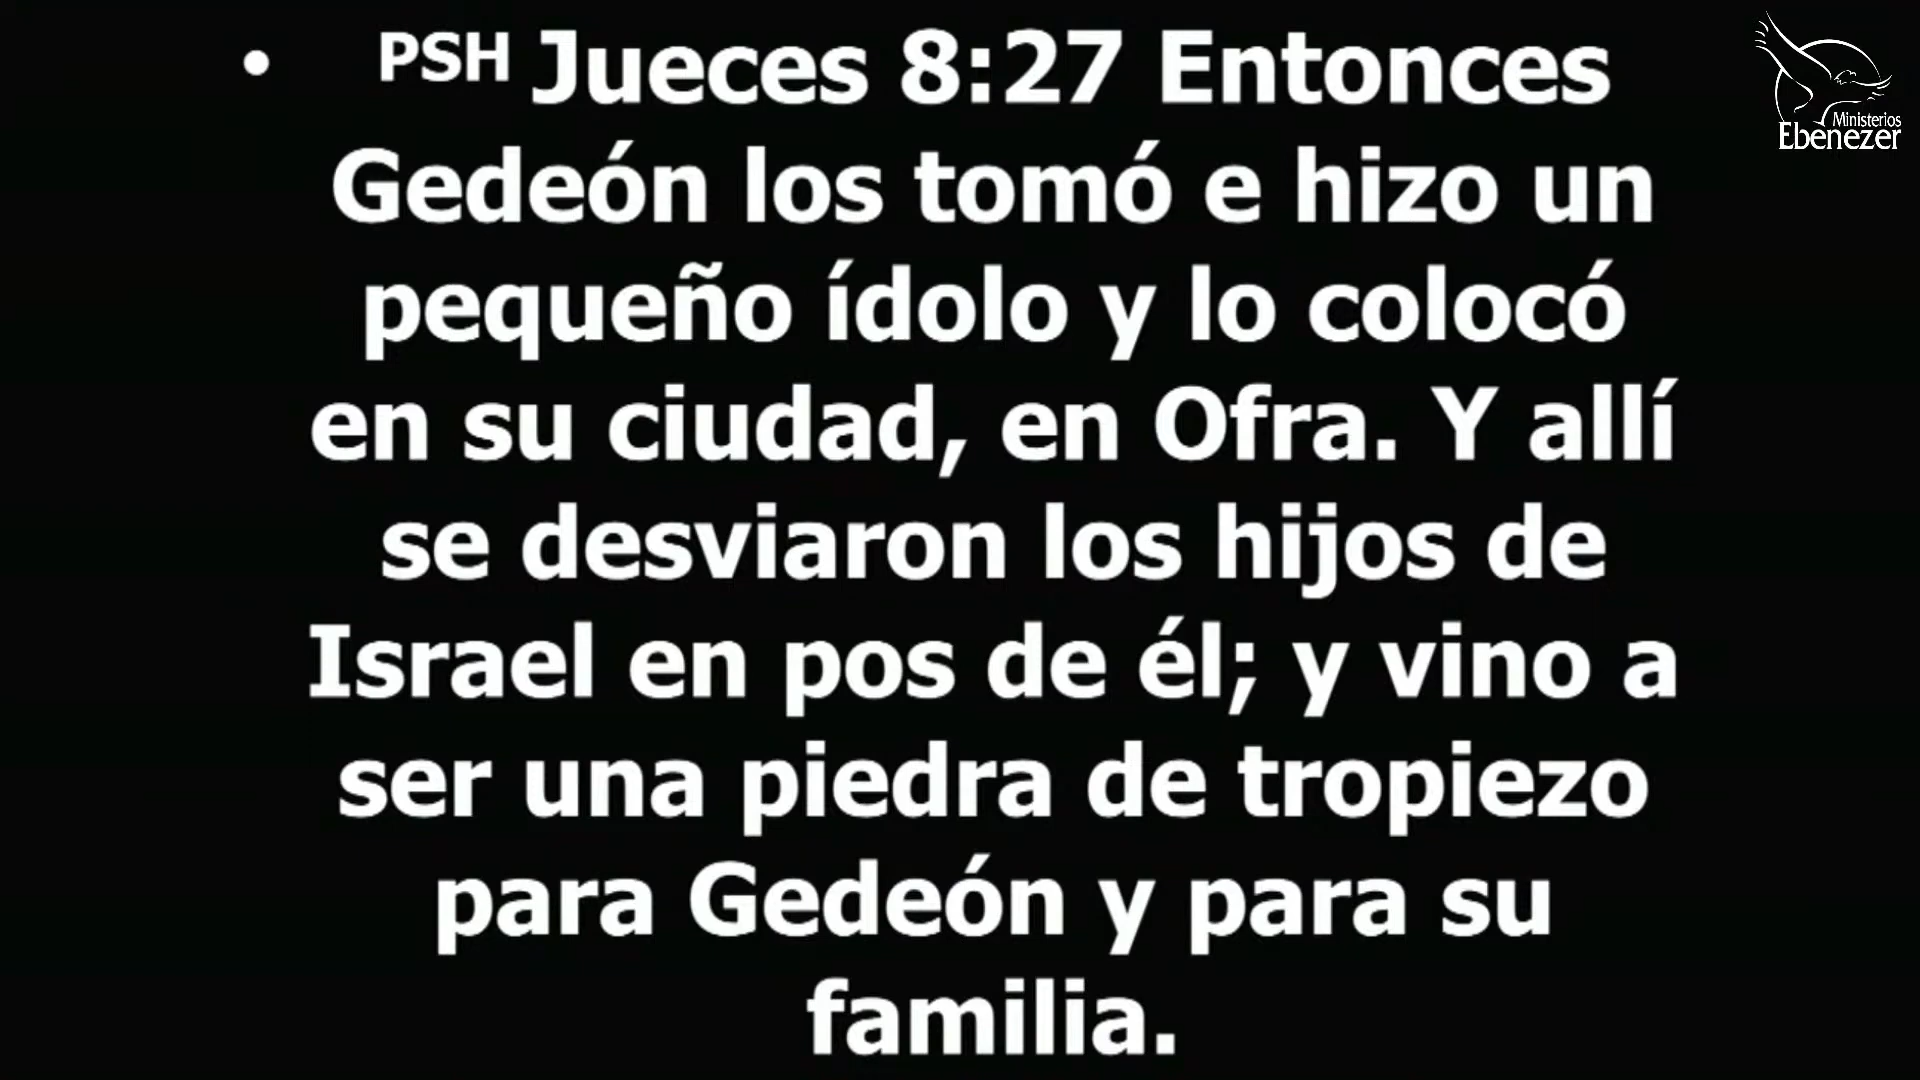 • PSH Jueces 8:27 Entonces
Gedeón los tomó e hizo un
pequeño ídolo y lo colocó
en su ciudad, en Ofra. Y allí
se desviaron los hijos de
Israel en pos de él; y vino a
ser una piedra de tropiezo
para Gedeón y para su
familia.
Ministerios
Ebenezer